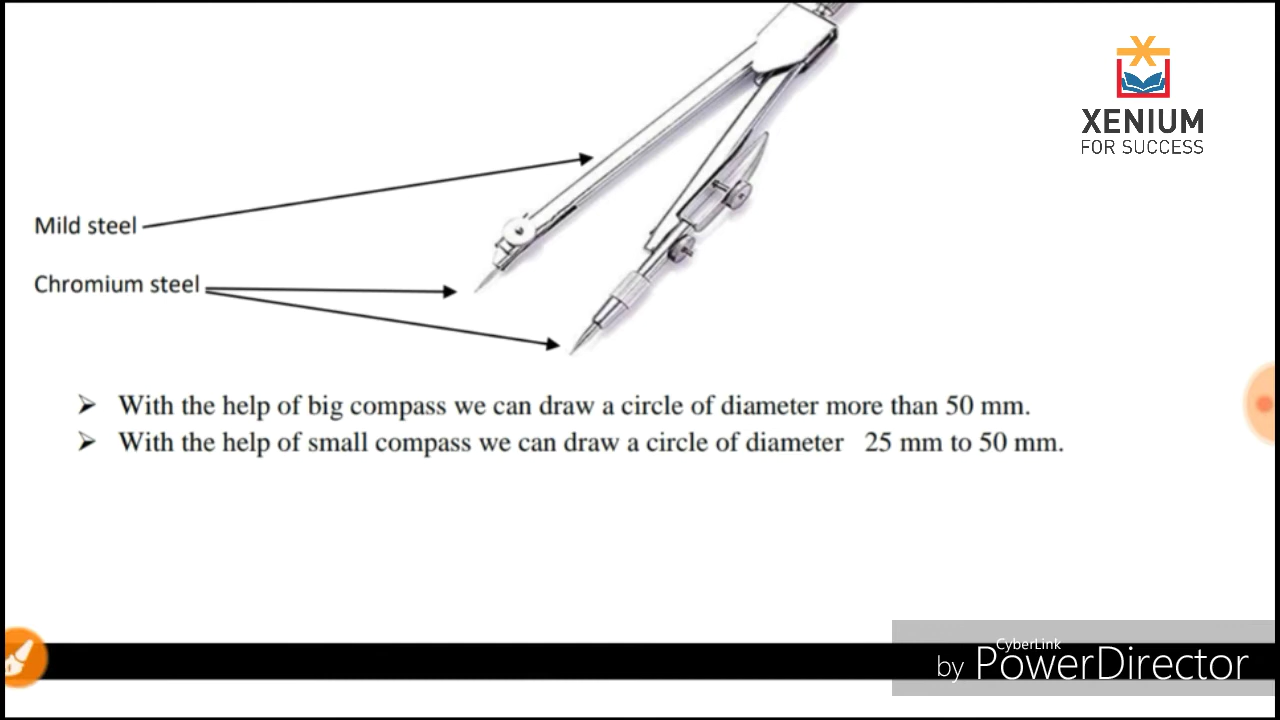 XENIUM
FOR SUCCESS
Mild steel
Chromium steel
➢ With the help of big compass we can draw a circle of diameter more than 50 mm.
➢ With the help of small compass we can draw a circle of diameter 25 mm to 50 mm.
CyberLink
by PowerDirector